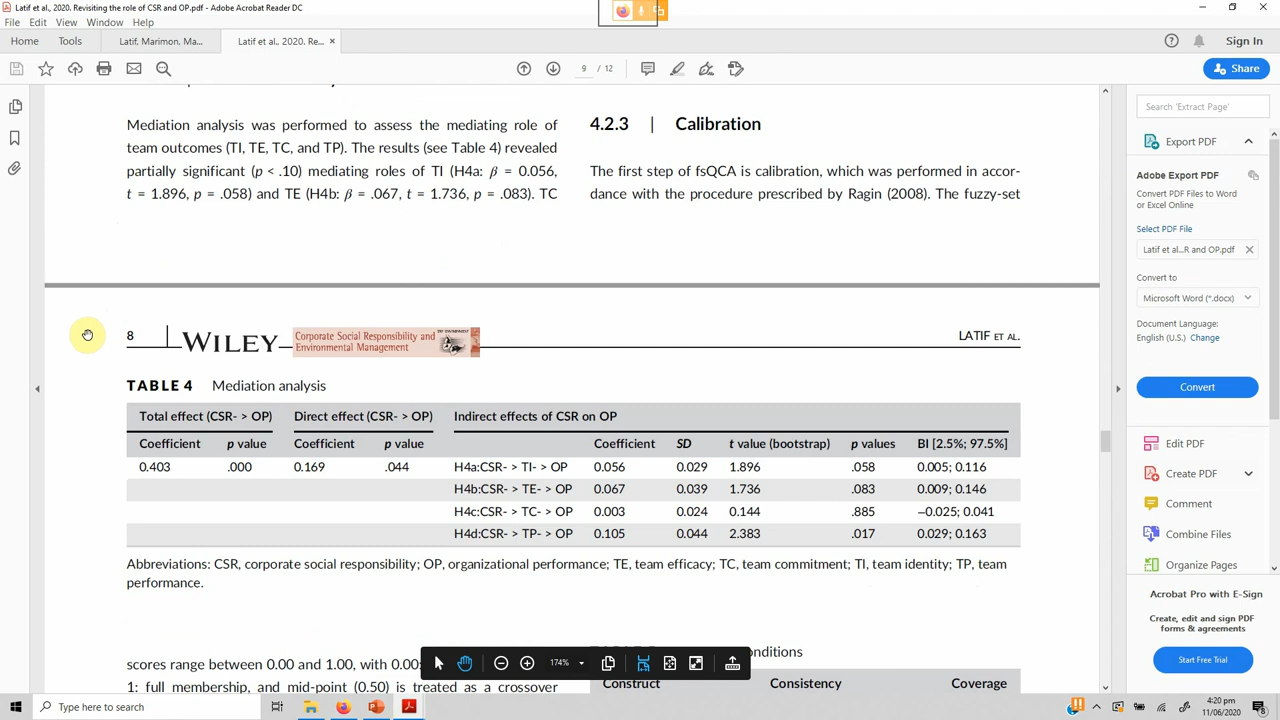 Latif et al., 2020. Revisiting the role of CSR and OP.pdf - Adobe Acrobat Reader DC
File Edit View Window Help
Home Tools Latif, Marimon, Ma... Latif et al., 2020. Re... ×
Sign In
9 / 12
Share
Mediation analysis was performed to assess the mediating role of
team outcomes (TI, TE, TC, and TP). The results (see Table 4) revealed
partially significant (p < .10) mediating roles of TI (H4a: β = 0.056,
t = 1.896, p = .058) and TE (H4b: β = .067, t = 1.736, p = .083). TC
4.2.3 | Calibration
The first step of fsQCA is calibration, which was performed in accor-
dance with the procedure prescribed by Ragin (2008). The fuzzy-set
8 WILEY Corporate Social Responsibility and
Environmental Management
LATIF ET AL.
TABLE 4 Mediation analysis
Total effect (CSR- > OP) Direct effect (CSR- > OP) Indirect effects of CSR on OP
Coefficient p value Coefficient p value Coefficient SD t value (bootstrap) p values BI [2.5%; 97.5%]
0.403 .000 0.169 .044 H4a:CSR- > TI- > OP 0.056 0.029 1.896 .058 0.005; 0.116
H4b:CSR- > TE- > OP 0.067 0.039 1.736 .083 0.009; 0.146
H4c:CSR- > TC- > OP 0.003 0.024 0.144 .885 −0.025; 0.041
H4d:CSR- > TP- > OP 0.105 0.044 2.383 .017 0.029; 0.163
Abbreviations: CSR, corporate social responsibility; OP, organizational performance; TE, team efficacy; TC, team commitment; TI, team identity; TP, team
performance.
scores range between 0.00 and 1.00, with 0.00:
1: full membership, and mid-point (0.50) is treated as a crossover
onditions
Construct Consistency Coverage
174%
Search 'Extract Page'
Export PDF
Adobe Export PDF
Convert PDF Files to Word
or Excel Online
Select PDF File
Latif et al...R and OP.pdf
Convert to
Microsoft Word (*.docx)
Document Language:
English (U.S.) Change
Convert
Edit PDF
Create PDF
Comment
Combine Files
Organize Pages
Acrobat Pro with E-Sign
Create, edit and sign PDF
forms & agreements
Start Free Trial
Type here to search
4:20 pm
11/06/2020
8